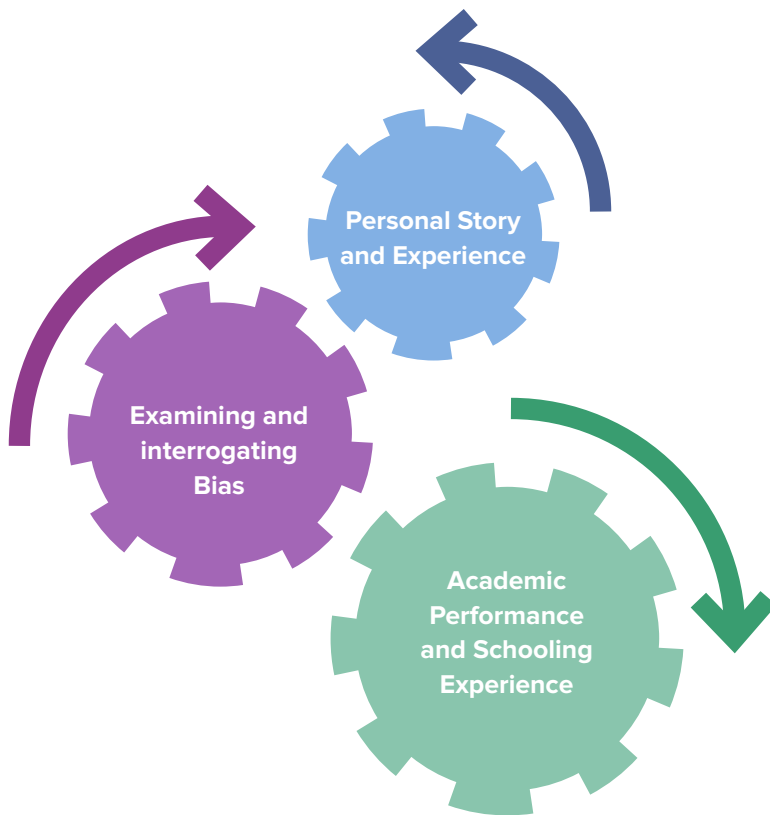 Personal Story
and Experience
Examining and
interrogating
Bias
Academic
Performance
and Schooling
Experience